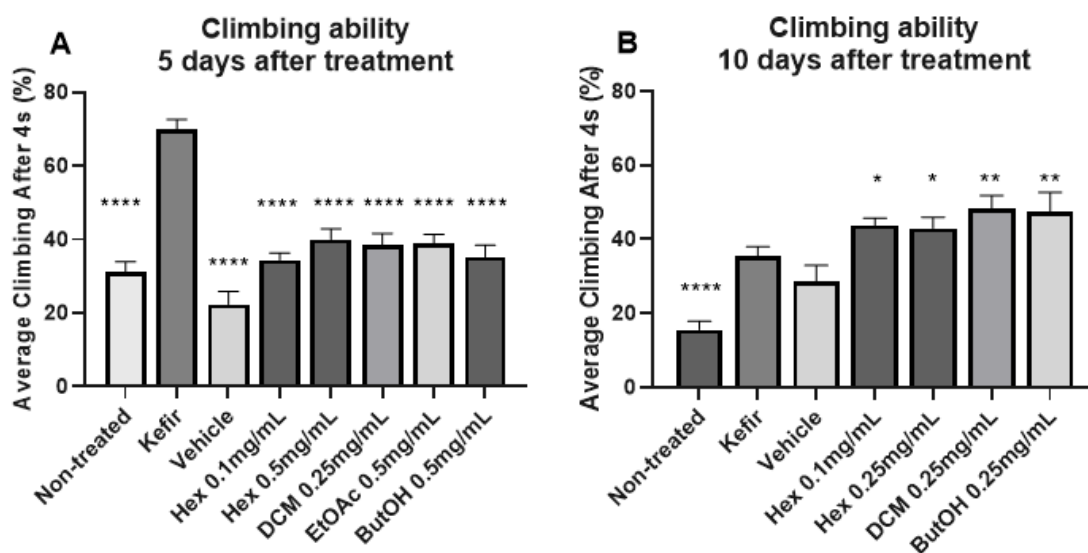 A
Climbing ability
5 days after treatment
Average Climbing After 4s (%)
80
60
40
20
0
****
****
****
****
****
****
****
Non-treated
Kefir
Vehicle
Hex 0.1mg/mL
Hex 0.5mg/mL
DCM 0.25mg/mL
EtOAc 0.5mg/mL
ButOH 0.5mg/mL
B
Climbing ability
10 days after treatment
Average Climbing After 4s (%)
80
60
40
20
0
****
*
*
**
**
Non-treated
Kefir
Vehicle
Hex 0.1mg/mL
Hex 0.25mg/mL
DCM 0.25mg/mL
ButOH 0.25mg/mL